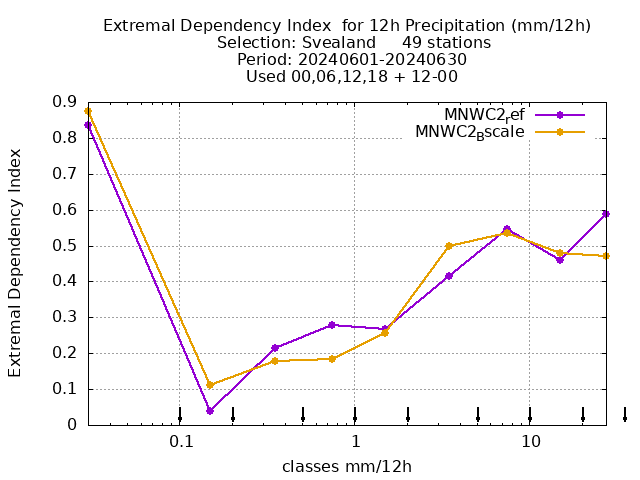 Extremal Dependency Index  for 12h Precipitation (mm/12h)
Selection: Svealand     49 stations
Period: 20240601-20240630
Used 00,06,12,18 + 12-00
MNWC2ref
MNWC2Bscale
Extremal Dependency Index
0.9
0.8
0.7
0.6
0.5
0.4
0.3
0.2
0.1
0
0.1 1 10
classes mm/12h